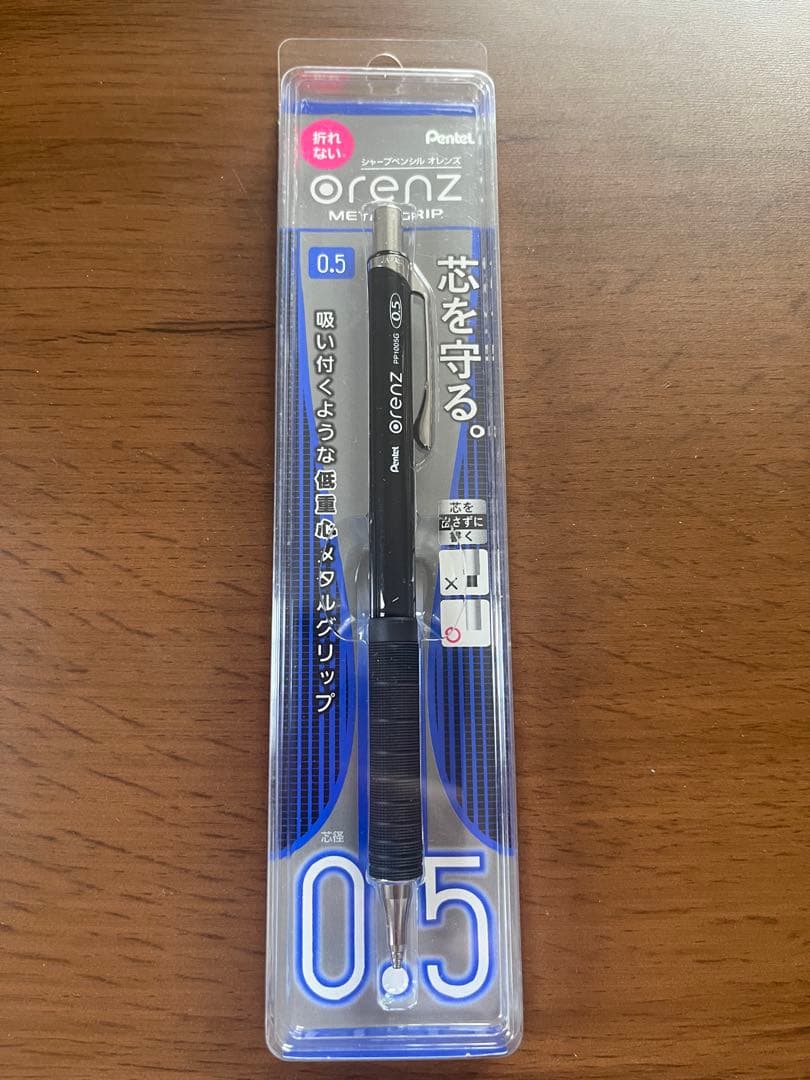 折れ
ない
Pentel
シャープペンシル オレンズ
orenz
METAL GRIP
0.5
芯を守る。
吸い付くような低重心メタルグリップ
Pentel orenz PP1005G 0.5
芯を
出さずに
書く
芯径
0.5